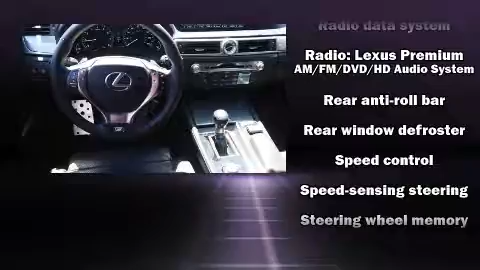 Radio data system
Radio: Lexus Premium
AM/FM/DVD/HD Audio System
Rear anti-roll bar
Rear window defroster
Speed control
Speed-sensing steering
Steering wheel memory